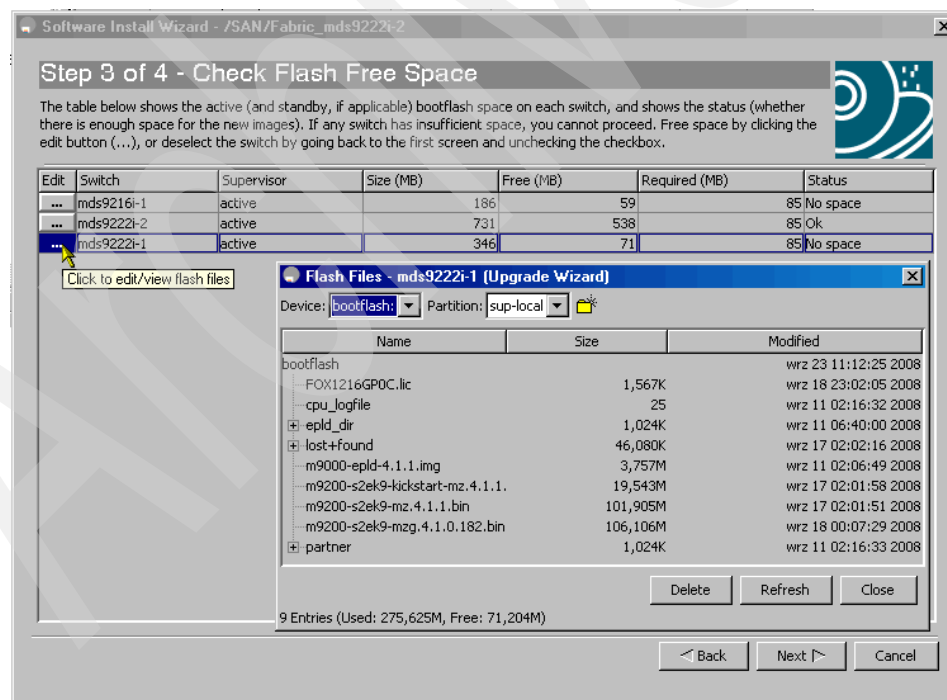 Software Install Wizard - /SAN/Fabric_mds9222i-2
Step 3 of 4 - Check Flash Free Space
The table below shows the active (and standby, if applicable) bootflash space on each switch, and shows the status (whether
there is enough space for the new images). If any switch has insufficient space, you cannot proceed. Free space by clicking the
edit button (...), or deselect the switch by going back to the first screen and unchecking the checkbox.
Edit Switch Supervisor Size (MB) Free (MB) Required (MB) Status
... mds9216i-1 active 186 59 85 No space
... mds9222i-2 active 731 538 85 Ok
... mds9222i-1 active 346 71 85 No space
Click to edit/view flash files
Flash Files - mds9222i-1 (Upgrade Wizard)
Device: bootflash: Partition: sup-local
Name Size Modified
bootflash wrz 23 11:12:25 2008
FOX1216GP0C.lic 1,567K wrz 18 23:02:05 2008
cpu_logfile 25 wrz 11 02:16:32 2008
epld_dir 1,024K wrz 11 06:40:00 2008
lost+found 46,080K wrz 17 02:02:16 2008
m9000-epld-4.1.1.img 3,757M wrz 11 02:06:49 2008
m9200-s2ek9-kickstart-mz.4.1.1. 19,543M wrz 17 02:01:58 2008
m9200-s2ek9-mz.4.1.1.bin 101,905M wrz 17 02:01:51 2008
m9200-s2ek9-mzg.4.1.0.182.bin 106,106M wrz 18 00:07:29 2008
partner 1,024K wrz 11 02:16:33 2008
Delete Refresh Close
9 Entries (Used: 275,625M, Free: 71,204M)
Back Next Cancel